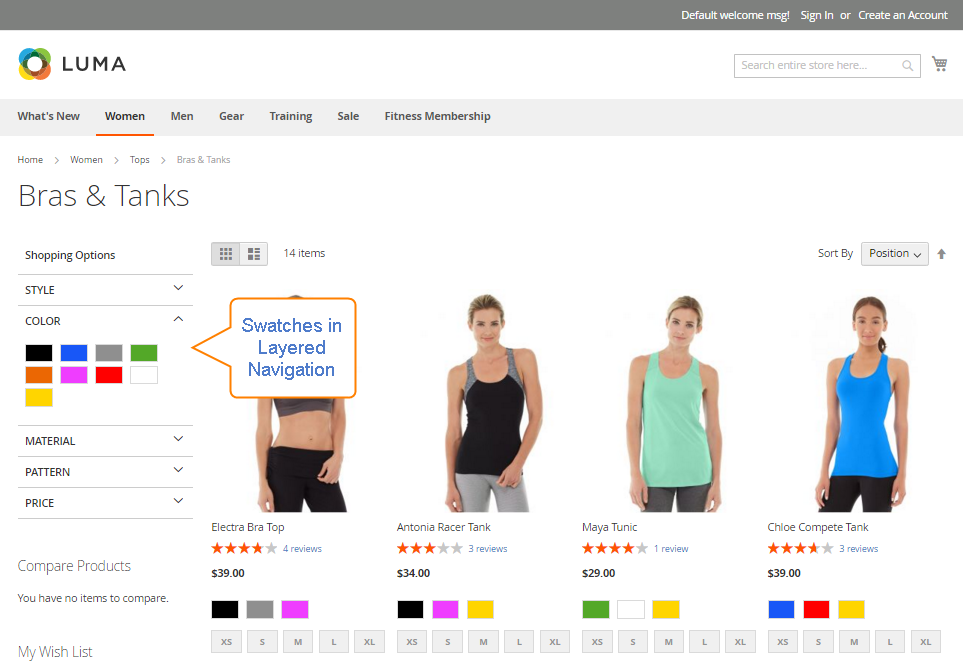 Default welcome msg! Sign In or Create an Account
LUMA
Search entire store here...
What's New Women Men Gear Training Sale Fitness Membership
Home > Women > Tops > Bras & Tanks
Bras & Tanks
Shopping Options
14 items
Sort By Position
STYLE
COLOR
Swatches in
Layered
Navigation
MATERIAL
PATTERN
PRICE
Compare Products
You have no items to compare.
My Wish List
Electra Bra Top
4 reviews
$39.00
XS S M L XL
Antonia Racer Tank
3 reviews
$34.00
XS S M L XL
Maya Tunic
1 review
$29.00
XS S M L XL
Chloe Compete Tank
3 reviews
$39.00
XS S M L XL